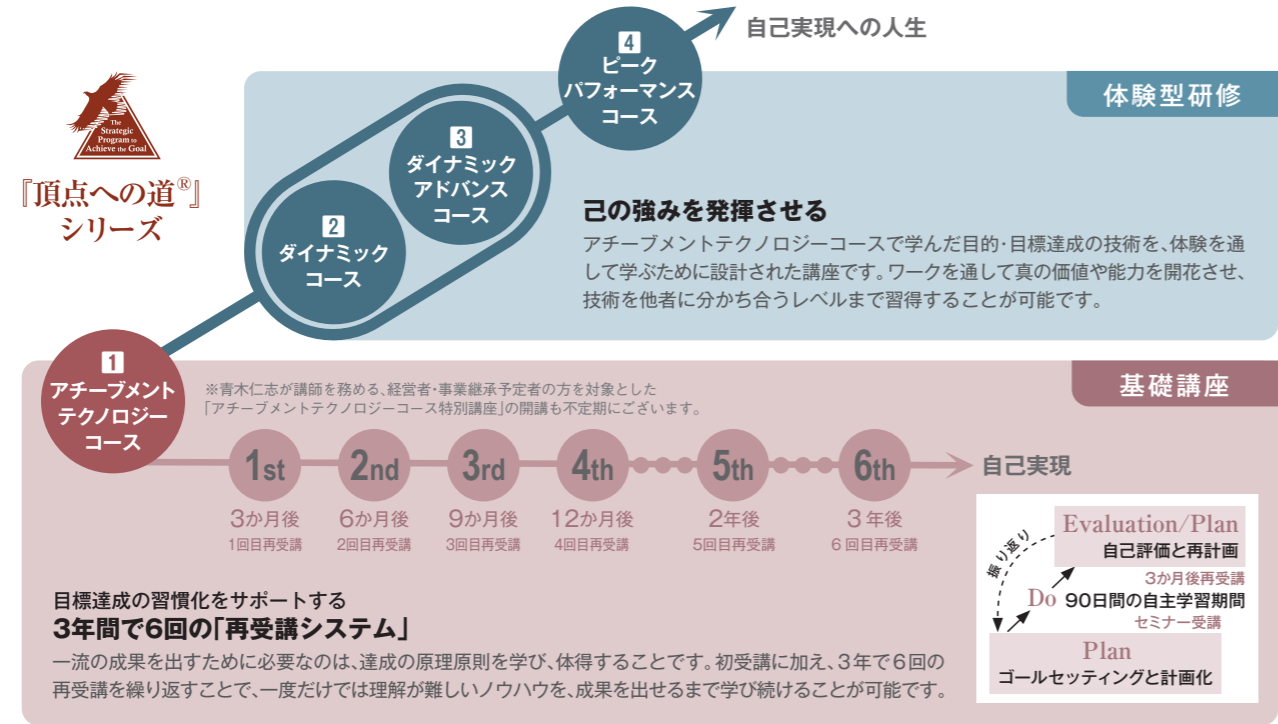 The
Strategic
Program to
Achieve the Goal
『頂点への道®』
シリーズ
自己実現への人生
4
ピーク
パフォーマンス
コース
3
ダイナミック
アドバンス
コース
2
ダイナミック
コース
体験型研修
己の強みを発揮させる
アチーブメントテクノロジーコースで学んだ目的・目標達成の技術を、体験を通
して学ぶために設計された講座です。ワークを通して真の価値や能力を開花させ、
技術を他者に分かち合うレベルまで習得することが可能です。
1
アチーブメント
テクノロジー
コース
基礎講座
※青木仁志が講師を務める、経営者・事業継承予定者の方を対象とした
「アチーブメントテクノロジーコース特別講座」の開講も不定期にございます。
1st 2nd 3rd 4th 5th 6th 自己実現
3か月後 6か月後 9か月後 12か月後 2年後 3年後
1回目再受講 2回目再受講 3回目再受講 4回目再受講 5回目再受講 6回目再受講
目標達成の習慣化をサポートする
3年間で6回の「再受講システム」
一流の成果を出すために必要なのは、達成の原理原則を学び、体得することです。初受講に加え、3年で6回の
再受講を繰り返すことで、一度だけでは理解が難しいノウハウを、成果を出せるまで学び続けることが可能です。
Evaluation/Plan
自己評価と再計画
振り返り
3か月後再受講
Do 90日間の自主学習期間
セミナー受講
Plan
ゴールセッティングと計画化